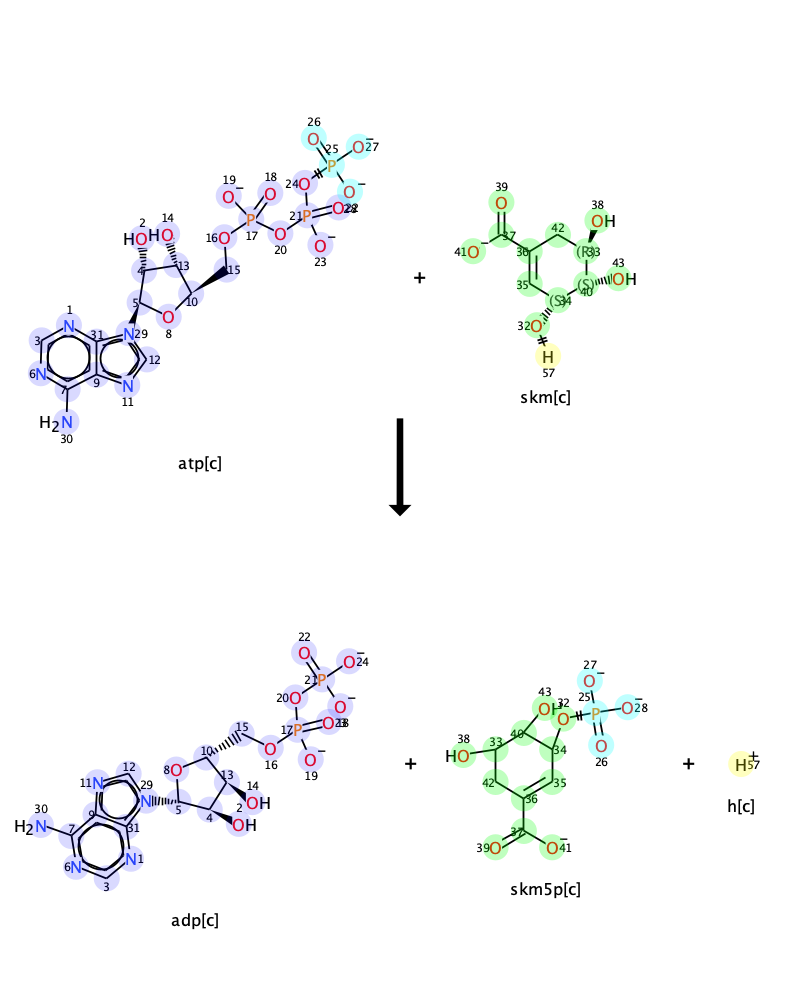 26
25
O
O⁻
27
P
39
19
18
24
O
O⁻
O
O⁻
O
O
38
2
14
21
P
O
28
22
42
OH
HO
HO
16
O
P
17
O
20
O⁻
23
41
O⁻
37
36
(R)
33
43
13
15
35
(S)
OH
4
10
(S)
34
40
+
5
O
8
32
O
1
N
31
N
29
H
57
3
12
6
N
7
9
N
11
skm[c]
H₂N
30
atp[c]
22
27
O
O⁻
24
O⁻
21
P
43
32
25
20
O
O⁻
OH
O
P
O⁻
28
15
17
P
O
23
18
38
33
40
34
O
26
12
10
O
16
O⁻
19
HO
+
+
H⁺
57
8
O
13
14
11
N
29
OH
42
35
30
9
N
5
4
2
36
h[c]
H₂N
7
31
OH
6
N
N
1
37
3
39
O
O⁻
41
skm5p[c]
adp[c]